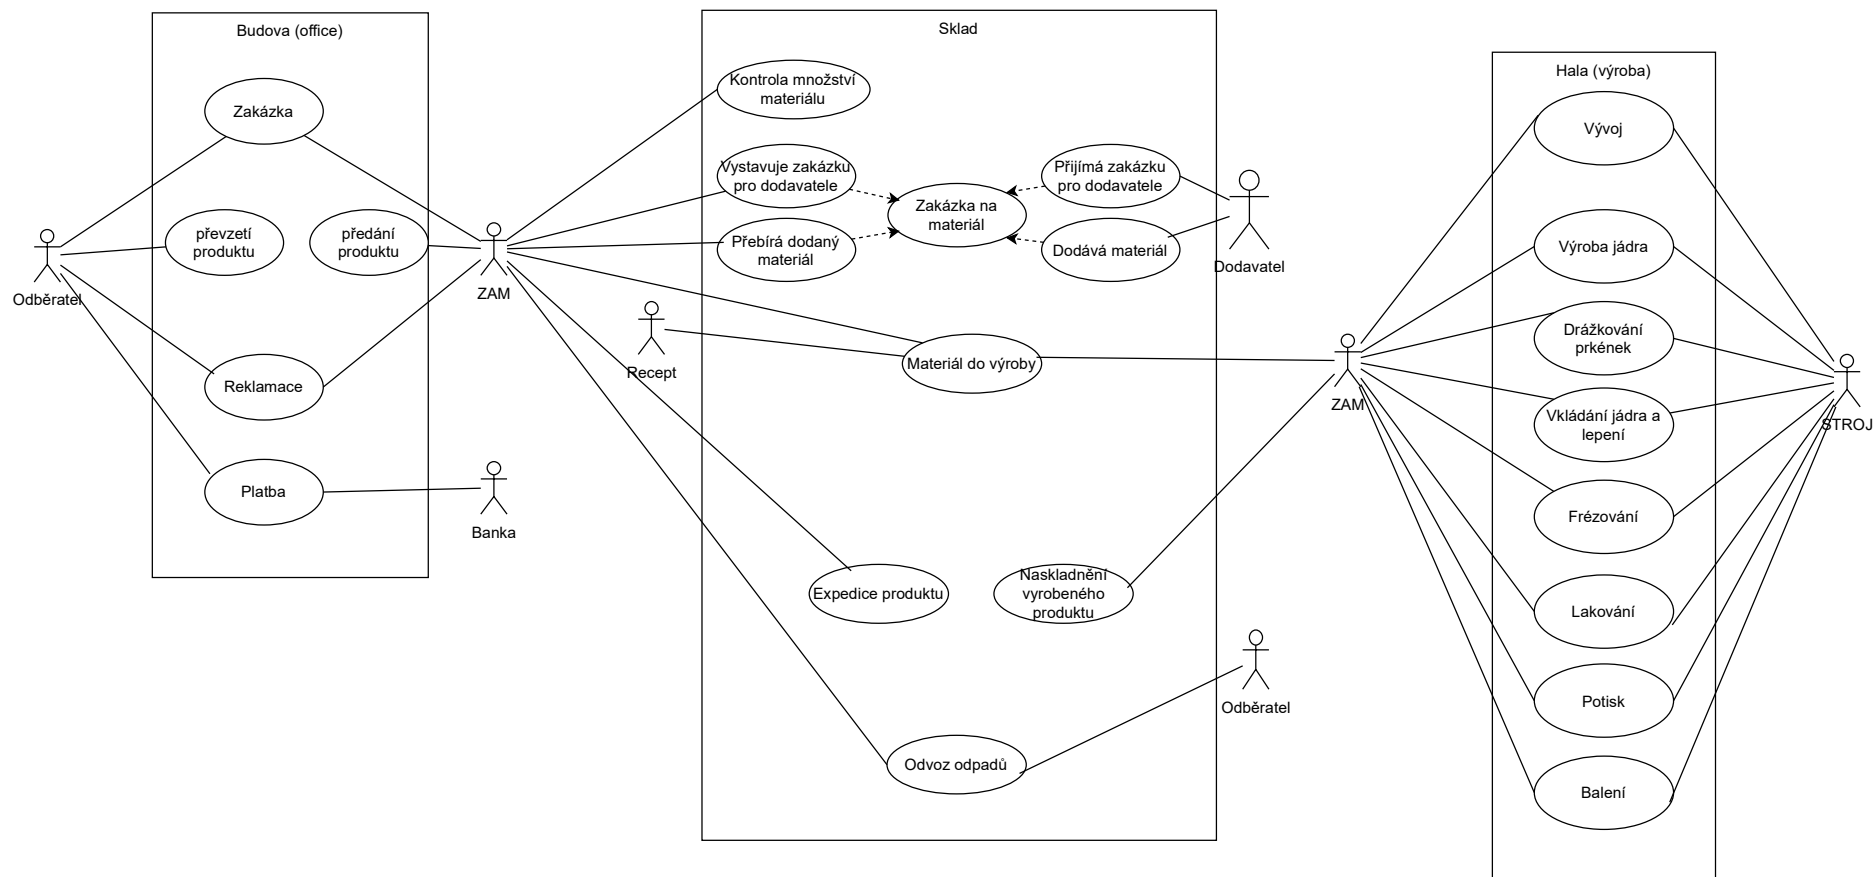 Budova (office)
Zakázka
převzetí
produktu
předání
produktu
Reklamace
Platba
Odběratel
ZAM
Banka
Sklad
Kontrola množství
materiálu
Vystavuje zakázku
pro dodavatele
Přebírá dodaný
materiál
Zakázka na
materiál
Přijímá zakázku
pro dodavatele
Dodává materiál
Dodavatel
Recept
Materiál do výroby
Expedice produktu
Naskladnění
vyrobeného
produktu
Odvoz odpadů
Odběratel
ZAM
Hala (výroba)
Vývoj
Výroba jádra
Drážkování
prkének
Vkládání jádra a
lepení
Frézování
Lakování
Potisk
Balení
STROJ